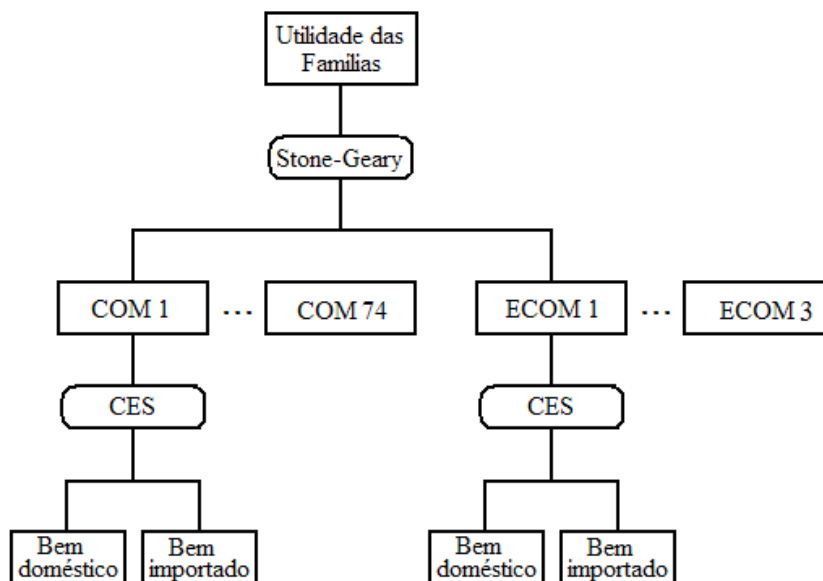 Utilidade das
Famílias
Stone-Geary
COM 1 ... COM 74 ECOM 1 ... ECOM 3
CES CES
Bem
doméstico
Bem
importado
Bem
doméstico
Bem
importado